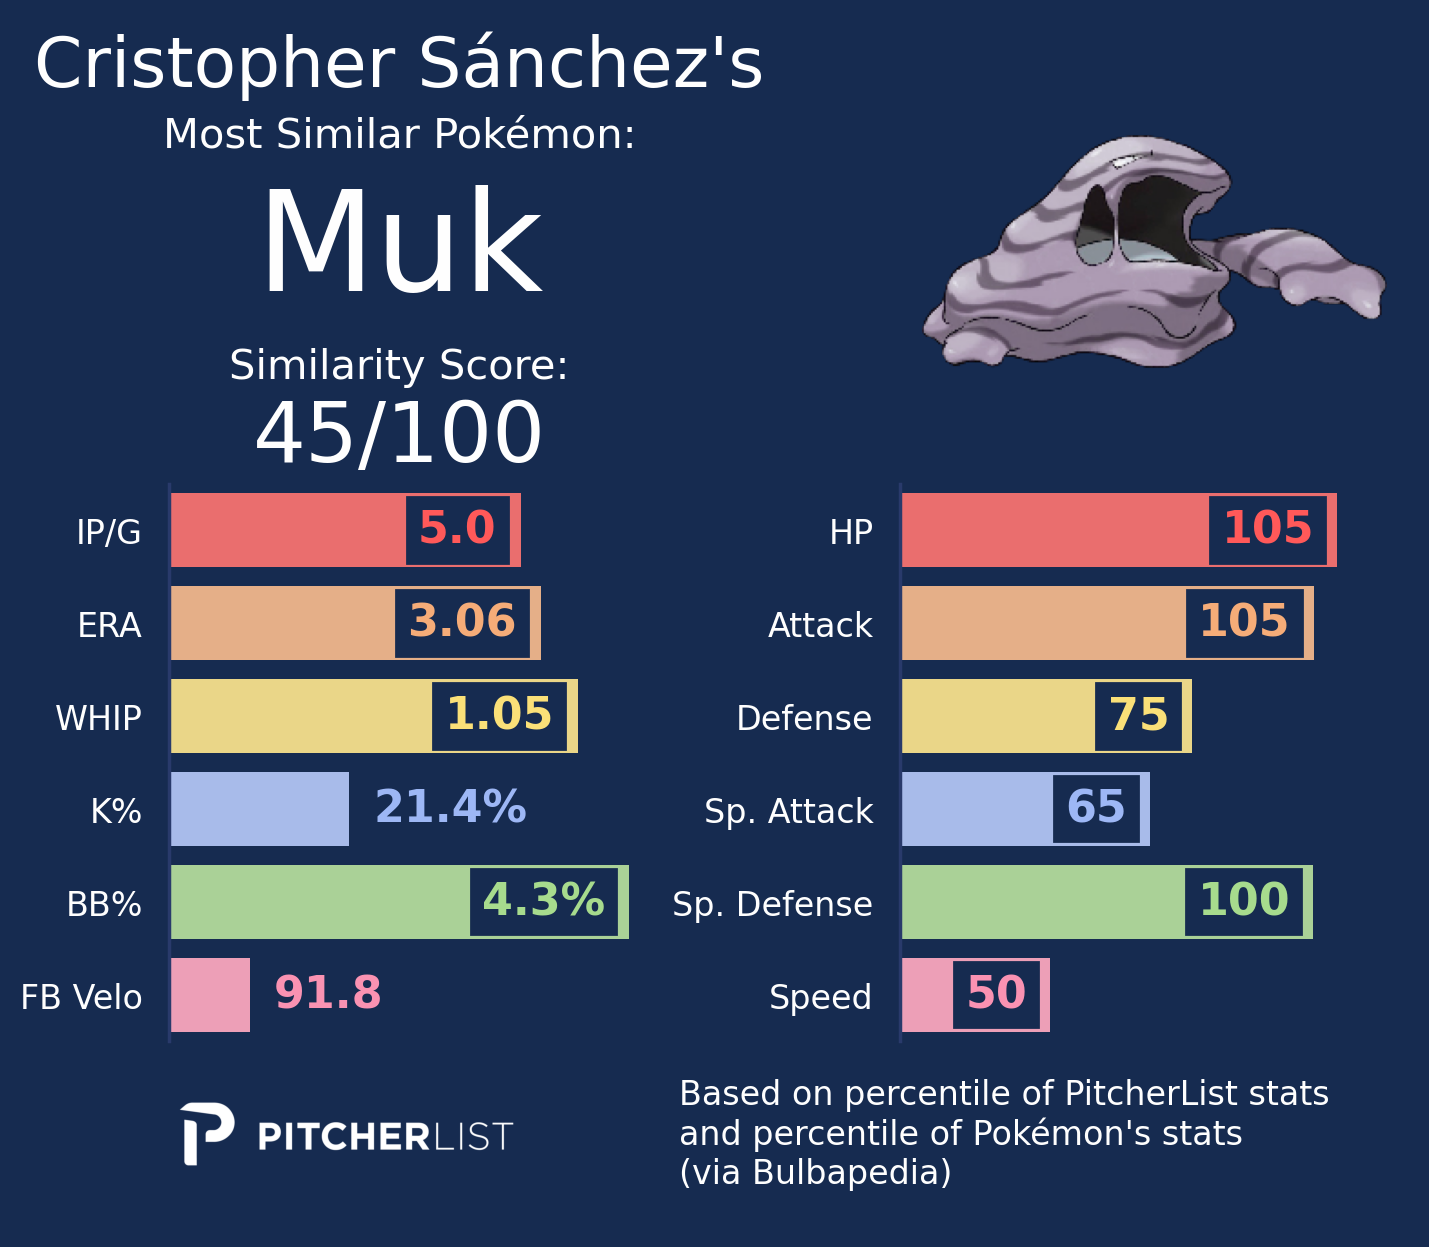 Cristopher Sánchez's
Most Similar Pokémon:
Muk
Similarity Score:
45/100
IP/G 5.0
ERA 3.06
WHIP 1.05
K% 21.4%
BB% 4.3%
FB Velo 91.8
HP 105
Attack 105
Defense 75
Sp. Attack 65
Sp. Defense 100
Speed 50
PITCHERLIST
Based on percentile of PitcherList stats
and percentile of Pokémon's stats
(via Bulbapedia)